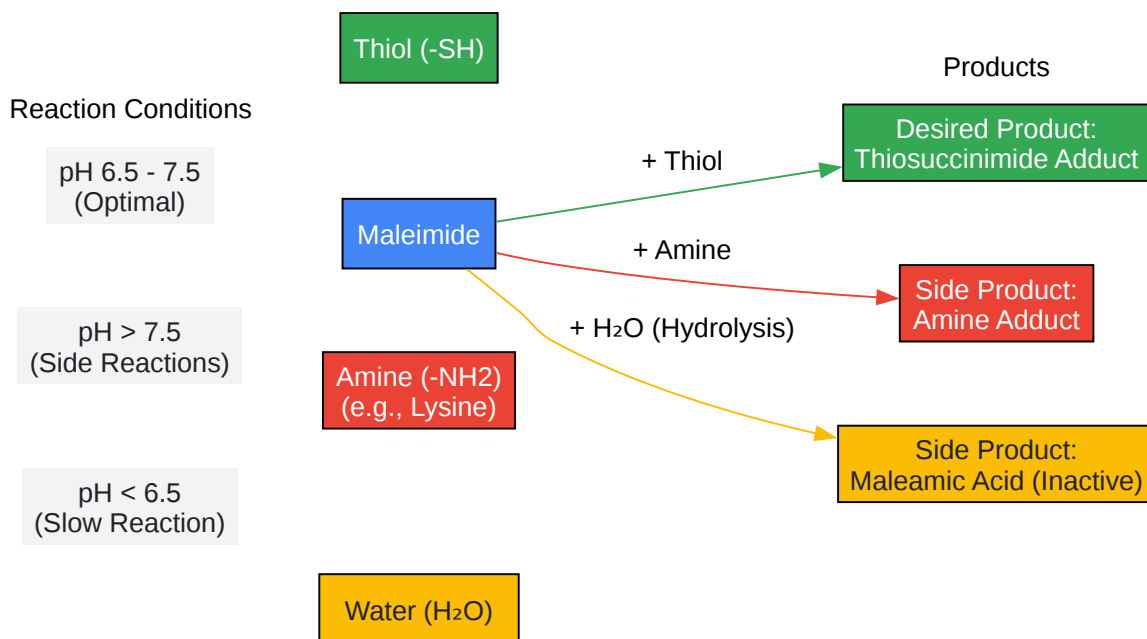 Thiol (-SH)
Products
Reaction Conditions
Desired Product:
Thiosuccinimide Adduct
pH 6.5 - 7.5
(Optimal)
+ Thiol
Maleimide
+ Amine
Side Product:
Amine Adduct
pH > 7.5
(Side Reactions)
+ H₂O (Hydrolysis)
Amine (-NH2)
(e.g., Lysine)
Side Product:
Maleamic Acid (Inactive)
pH < 6.5
(Slow Reaction)
Water (H₂O)